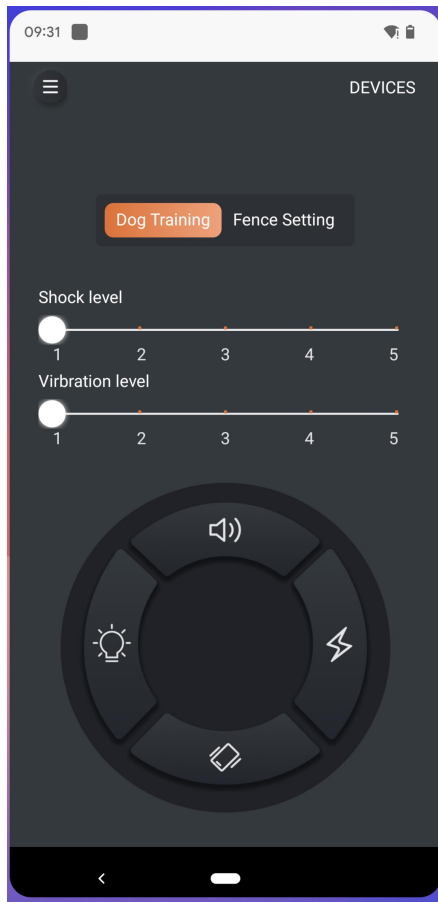 09:31
DEVICES
Dog Training Fence Setting
Shock level
1 2 3 4 5
Virbration level
1 2 3 4 5